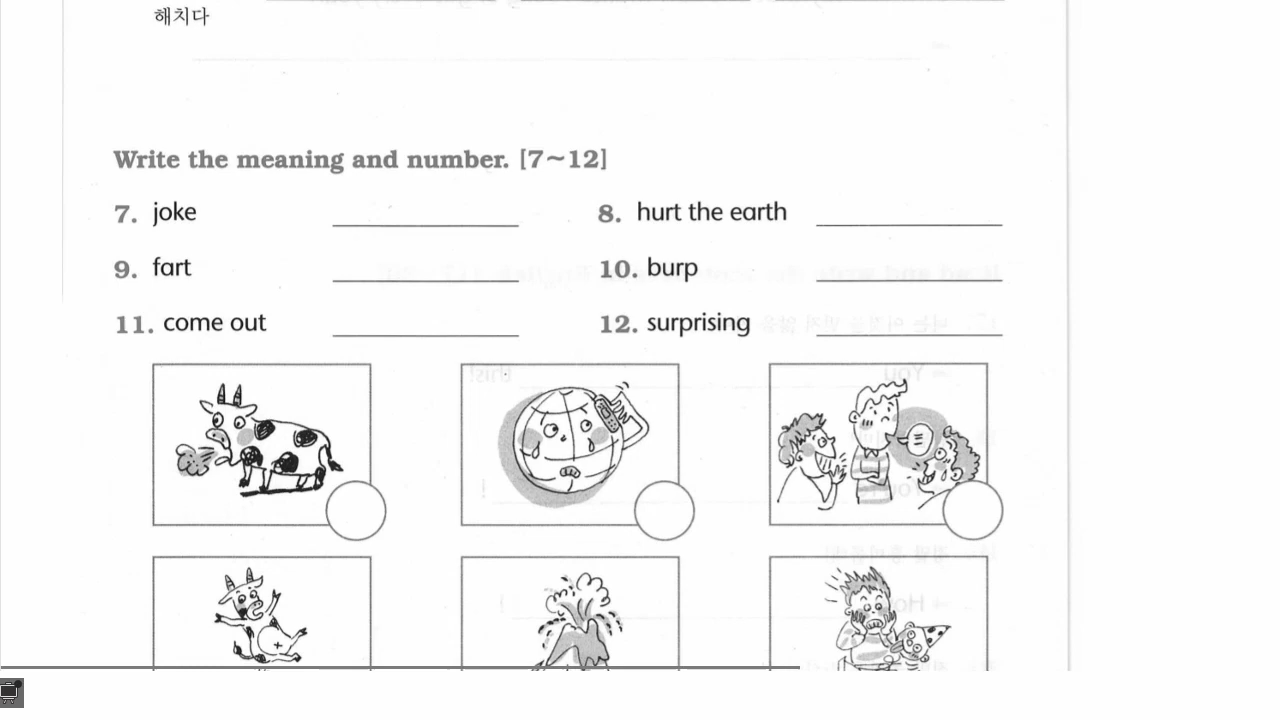 해치다
Write the meaning and number. [7~12]
7. joke
8. hurt the earth
9. fart
10. burp
11. come out
12. surprising